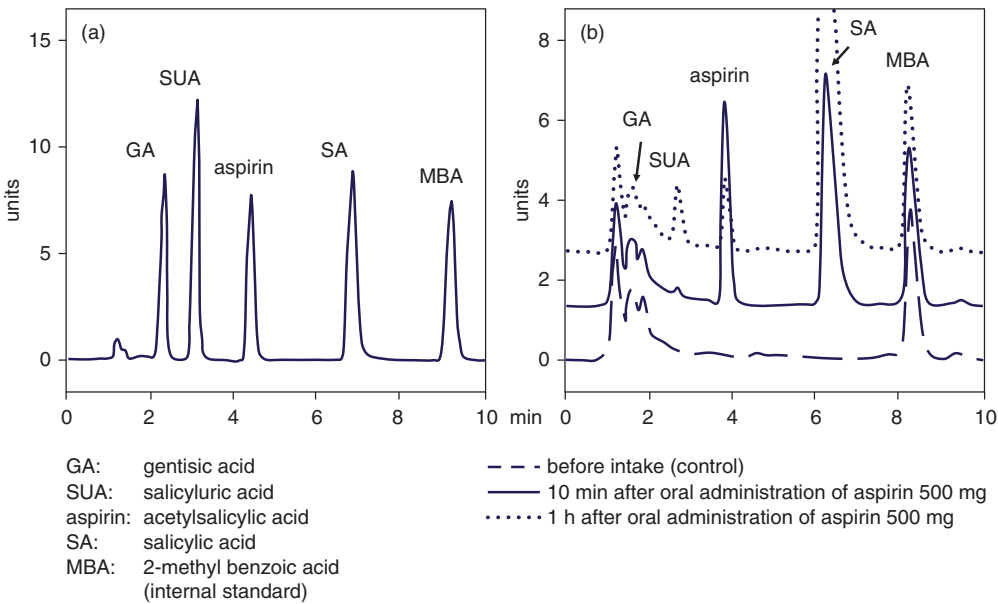 (a)
15
10
5
0
units
GA
SUA
aspirin
SA
MBA
0 2 4 6 8 10 min
(b)
8
6
4
2
0
units
GA
SUA
aspirin
SA
MBA
0 2 4 6 8 10
GA: gentisic acid
SUA: salicyluric acid
aspirin: acetylsalicylic acid
SA: salicylic acid
MBA: 2-methyl benzoic acid
(internal standard)
before intake (control)
10 min after oral administration of aspirin 500 mg
1 h after oral administration of aspirin 500 mg